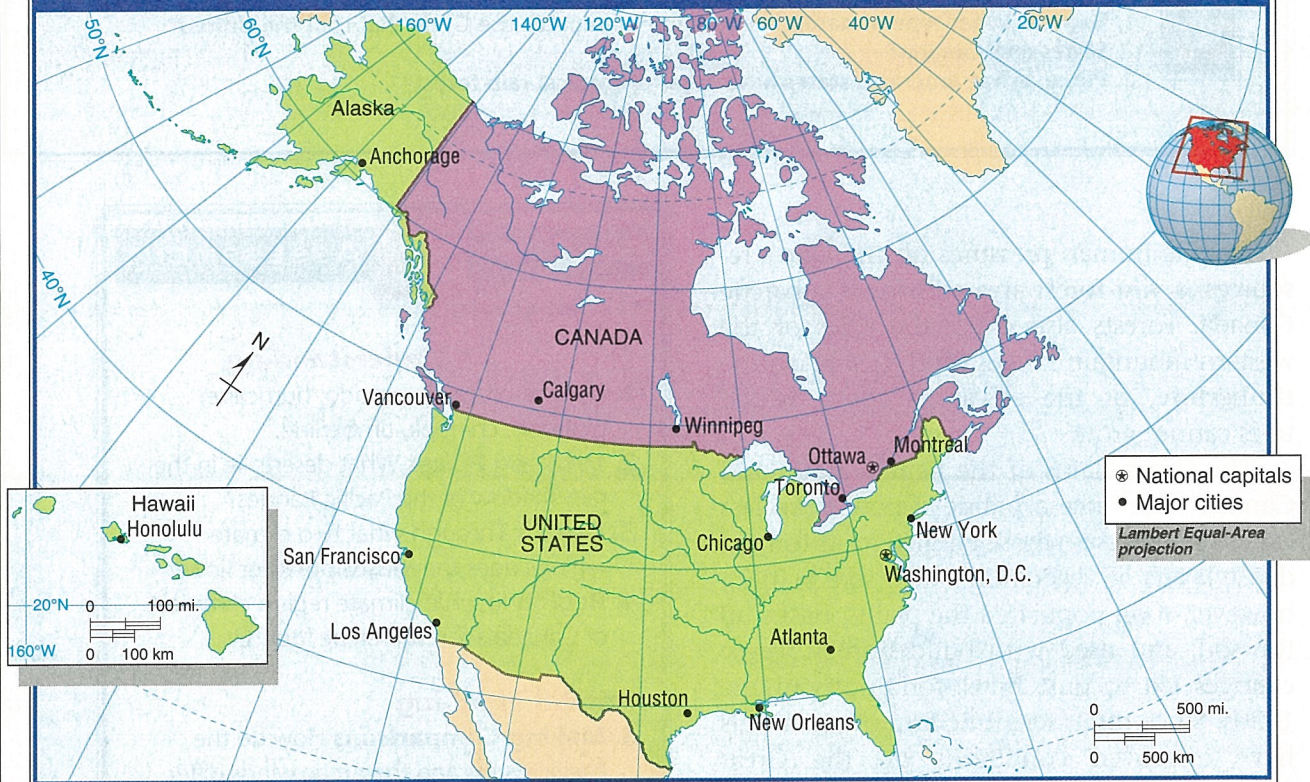 50°N
60°N
160°W
140°W
120°W
80°W
60°W
40°W
20°W
Alaska
Anchorage
40°N
N
CANADA
Vancouver
Calgary
Winnipeg
Ottawa
Montreal
Toronto
National capitals
Major cities
Lambert Equal-Area
projection
Hawaii
Honolulu
20°N
0 100 mi.
0 100 km
160°W
UNITED
STATES
San Francisco
Chicago
New York
Washington, D.C.
Los Angeles
Atlanta
Houston
New Orleans
0 500 mi.
0 500 km